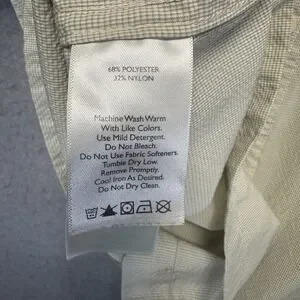 68% POLYESTER
32% NYLON
Machine Wash Warm
With Like Colors.
Use Mild Detergent.
Do Not Bleach.
Do Not Use Fabric Softeners.
Tumble Dry Low.
Remove Promptly.
Cool Iron As Desired.
Do Not Dry Clean.